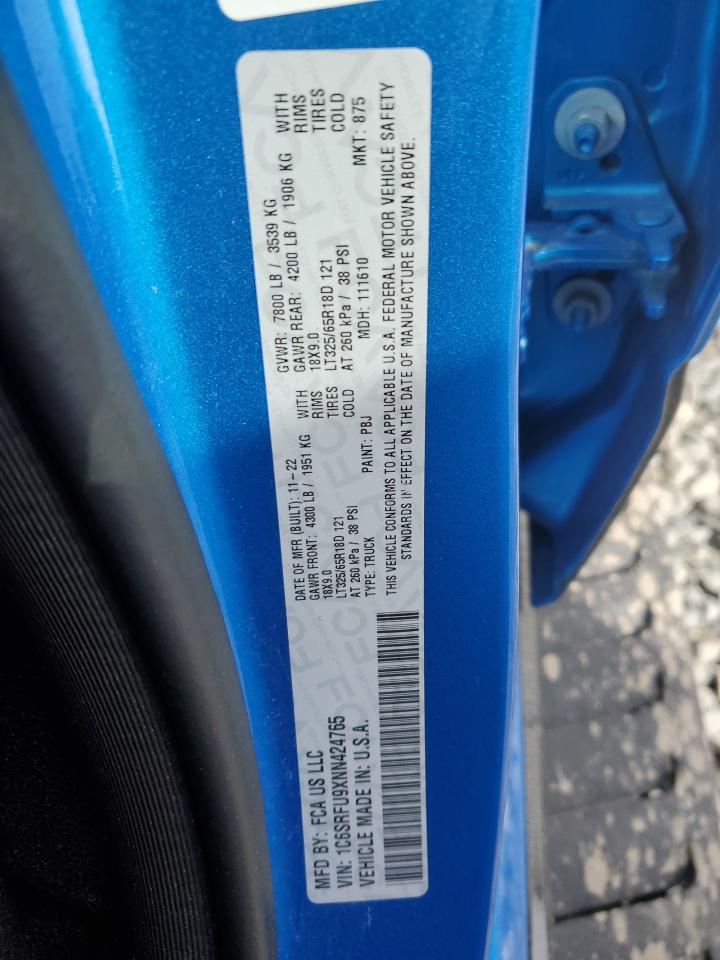 MFD BY: FCA US LLC
VIN: 1C6SRFU9XNN424765
VEHICLE MADE IN: U.S.A.
DATE OF MFR (BUILT): 11-22
GAWR FRONT: 4300 LB / 1951 KG WITH
18X9.0 RIMS
LT325/65R18D 121 TIRES
AT 260 kPa / 38 PSI COLD
TYPE: TRUCK PAINT: PBJ
GVWR: 7800 LB / 3539 KG
GAWR REAR: 4200 LB / 1906 KG WITH
18X9.0 RIMS
LT325/65R18D 121 TIRES
AT 260 kPa / 38 PSI COLD
MDH: 111610 MKT: 875
THIS VEHICLE CONFORMS TO ALL APPLICABLE U.S.A. FEDERAL MOTOR VEHICLE SAFETY
STANDARDS IN EFFECT ON THE DATE OF MANUFACTURE SHOWN ABOVE.